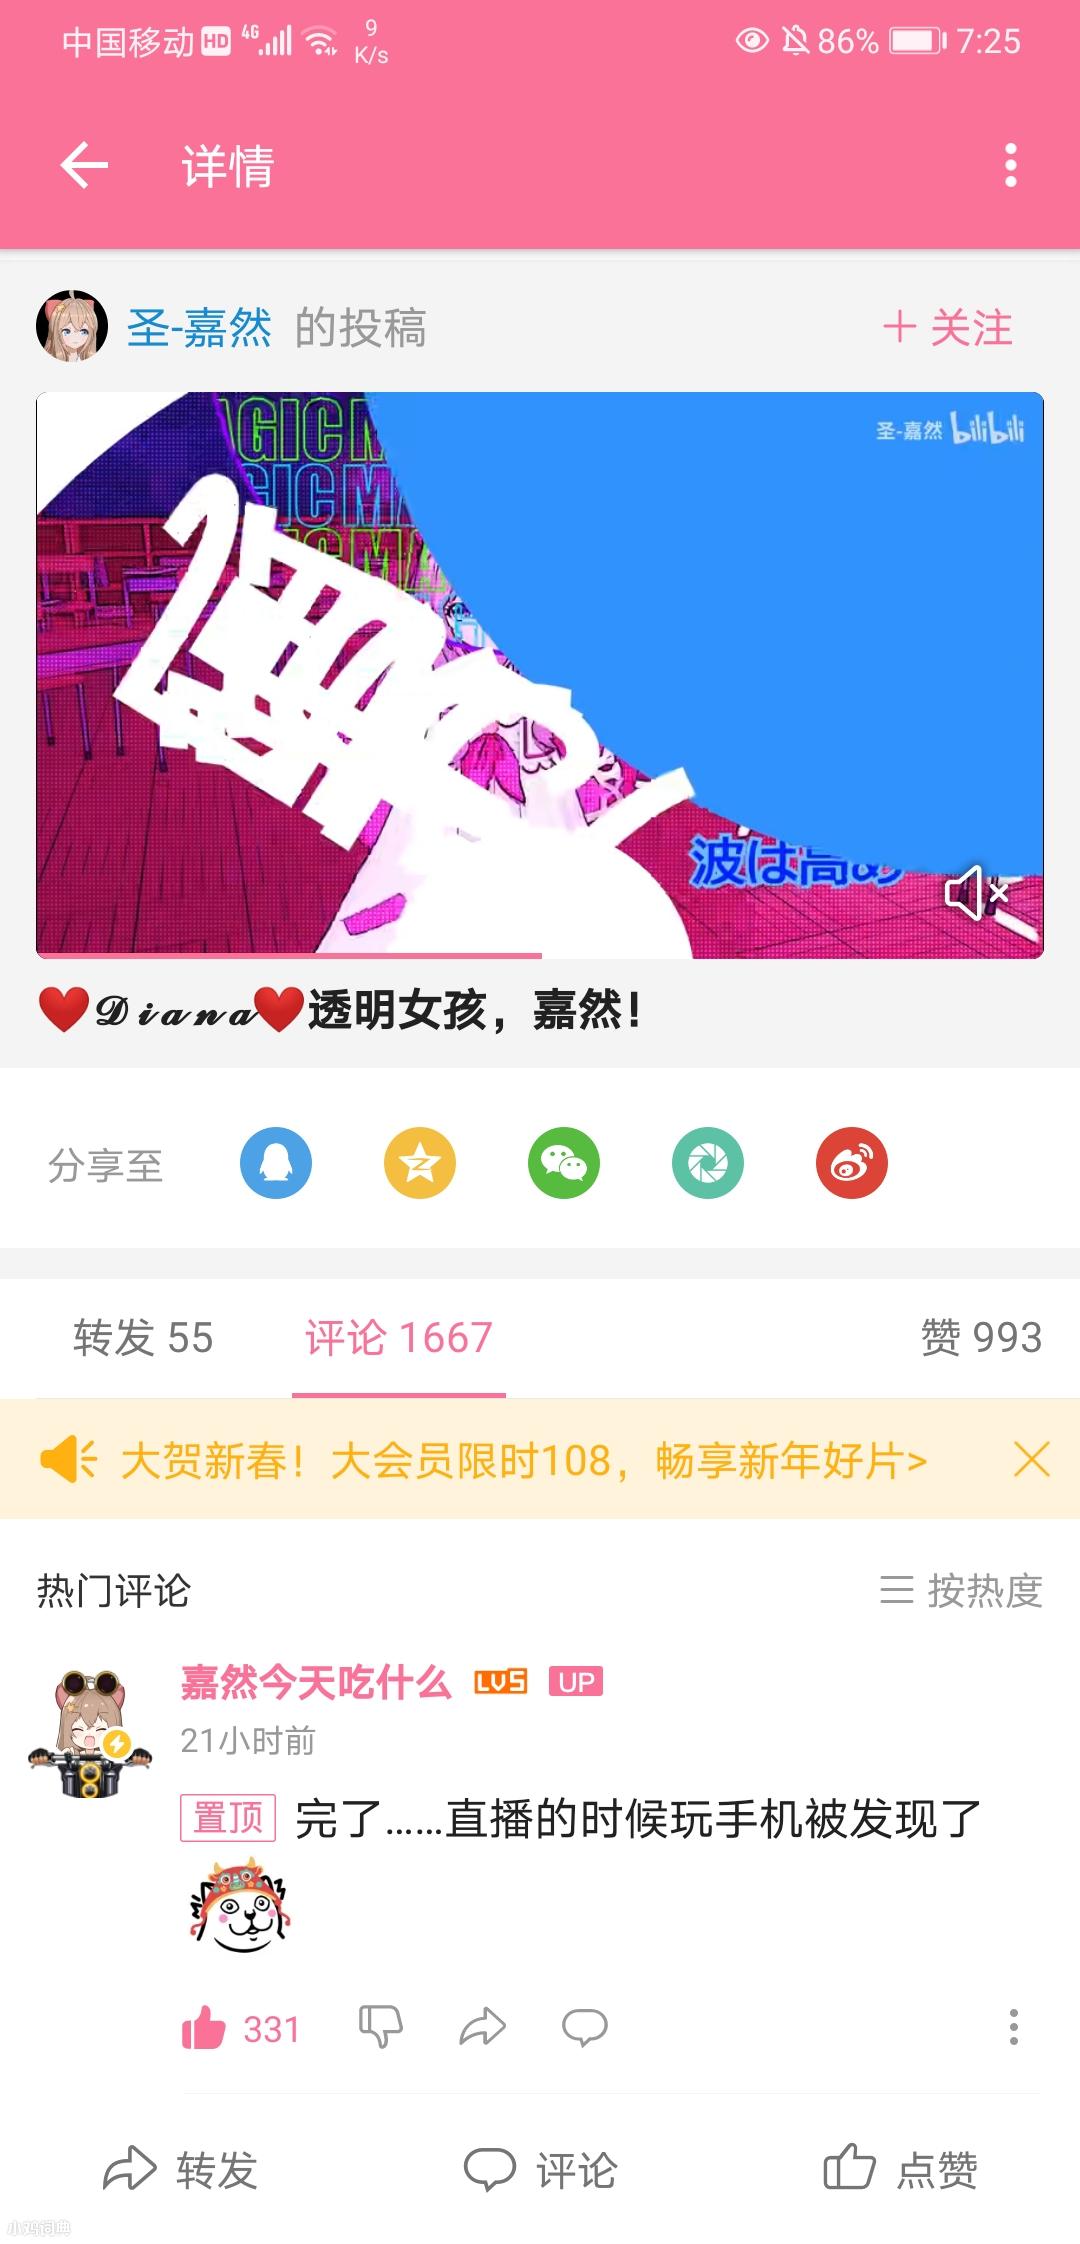 中国移动 HD 4G 9 K/s 86% 7:25
详情
圣-嘉然 的投稿 + 关注
圣-嘉然 bilibili
波は高め
❤️𝓓𝓲𝓪𝓷𝓪❤️透明女孩，嘉然！
分享至
转发 55 评论 1667 赞 993
大贺新春！大会员限时108，畅享新年好片>
热门评论 按热度
嘉然今天吃什么 LV5 UP
21小时前
置顶 完了……直播的时候玩手机被发现了
331
转发 评论 点赞
小鸡词典